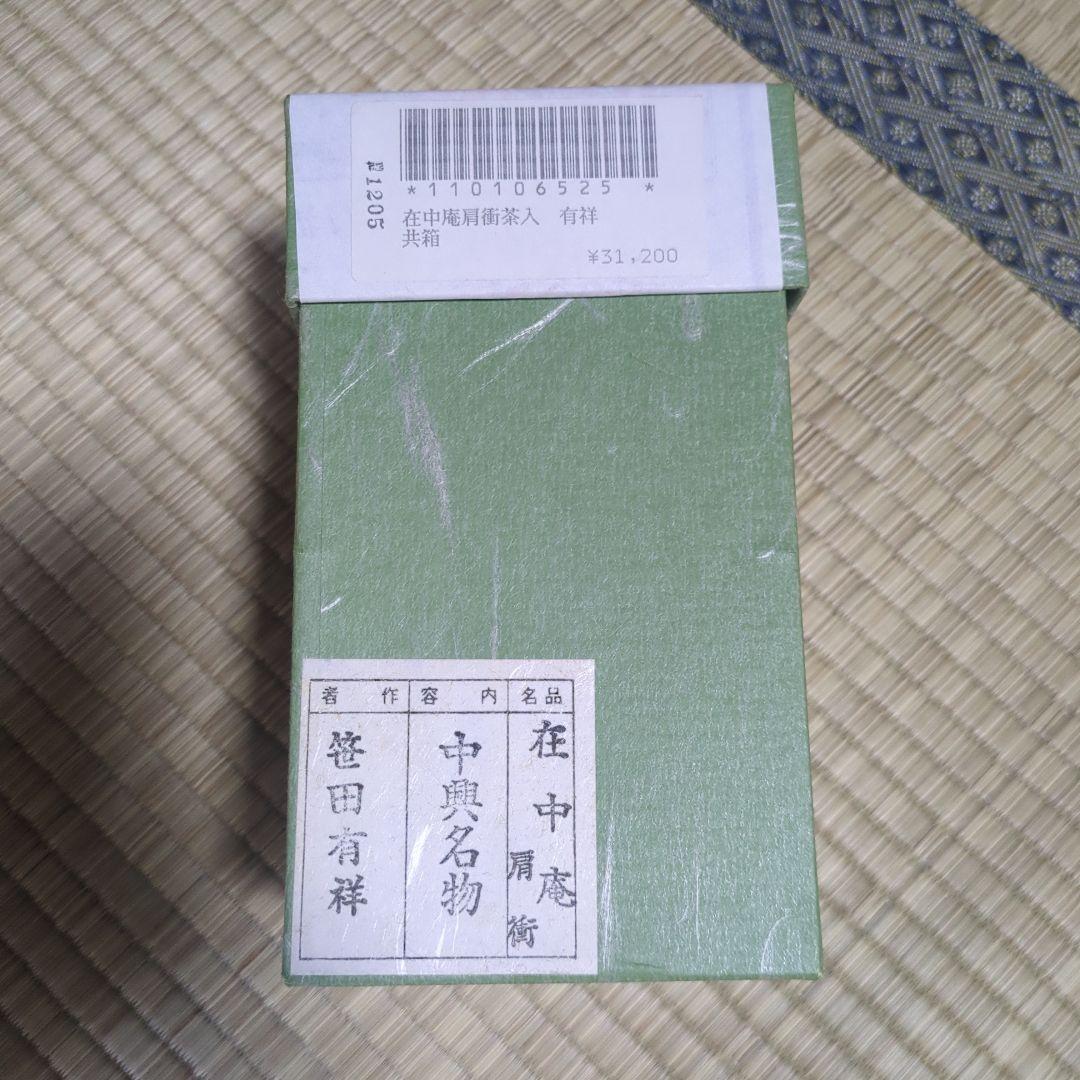 *110106525 *
1205
在中庵肩衝茶入　有祥
共箱
¥31,200
品名
在中庵
肩衝
内容
中興名物
作者
笹田有祥